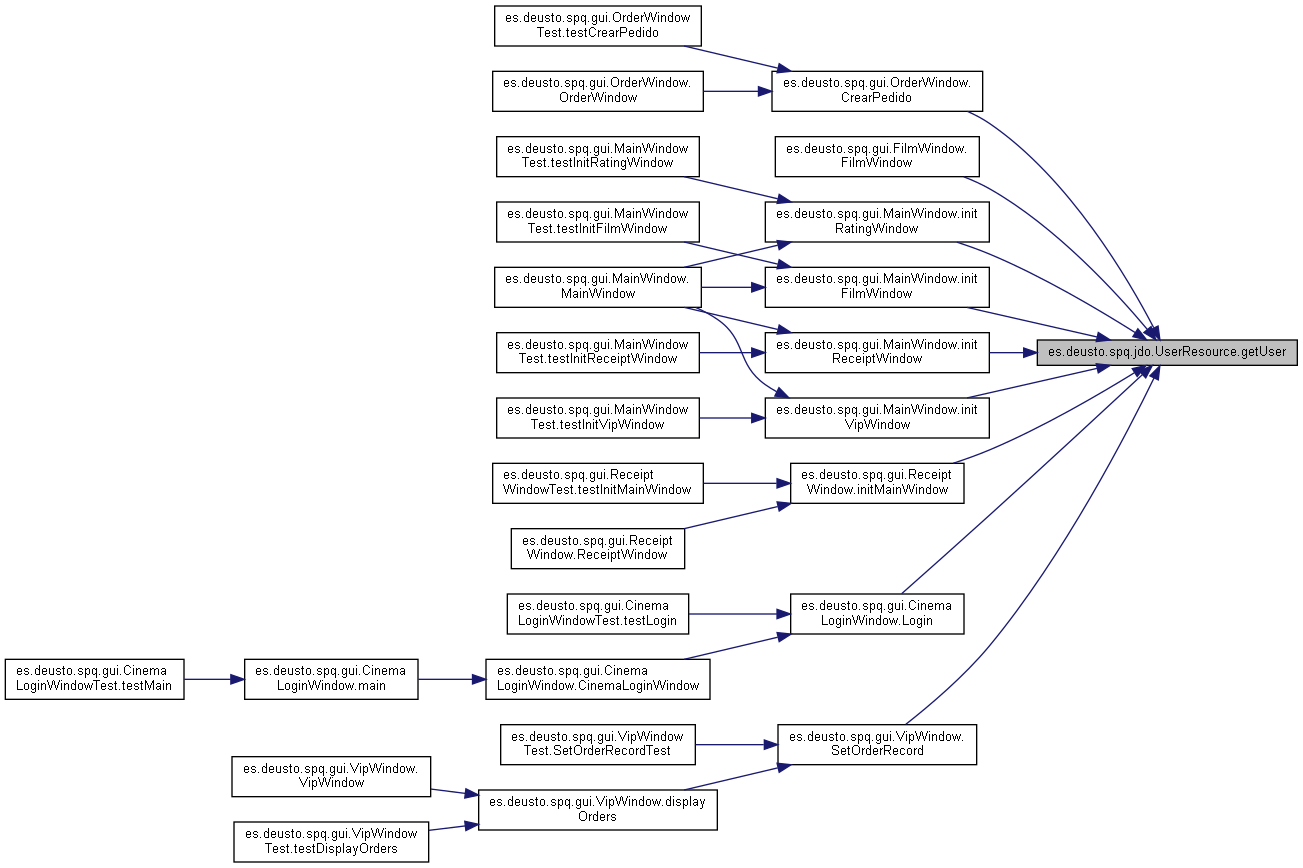 es.deusto.spq.gui.OrderWindow
Test.testCrearPedido
es.deusto.spq.gui.OrderWindow.
OrderWindow
es.deusto.spq.gui.OrderWindow.
CrearPedido
es.deusto.spq.gui.MainWindow
Test.testInitRatingWindow
es.deusto.spq.gui.FilmWindow.
FilmWindow
es.deusto.spq.gui.MainWindow
Test.testInitFilmWindow
es.deusto.spq.gui.MainWindow.init
RatingWindow
es.deusto.spq.gui.MainWindow.
MainWindow
es.deusto.spq.gui.MainWindow.init
FilmWindow
es.deusto.spq.gui.MainWindow
Test.testInitReceiptWindow
es.deusto.spq.gui.MainWindow.init
ReceiptWindow
es.deusto.spq.jdo.UserResource.getUser
es.deusto.spq.gui.MainWindow
Test.testInitVipWindow
es.deusto.spq.gui.MainWindow.init
VipWindow
es.deusto.spq.gui.Receipt
WindowTest.testInitMainWindow
es.deusto.spq.gui.Receipt
Window.initMainWindow
es.deusto.spq.gui.Receipt
Window.ReceiptWindow
es.deusto.spq.gui.Cinema
LoginWindowTest.testLogin
es.deusto.spq.gui.Cinema
LoginWindow.Login
es.deusto.spq.gui.Cinema
LoginWindowTest.testMain
es.deusto.spq.gui.Cinema
LoginWindow.main
es.deusto.spq.gui.Cinema
LoginWindow.CinemaLoginWindow
es.deusto.spq.gui.VipWindow
Test.SetOrderRecordTest
es.deusto.spq.gui.VipWindow.
SetOrderRecord
es.deusto.spq.gui.VipWindow.
VipWindow
es.deusto.spq.gui.VipWindow.display
Orders
es.deusto.spq.gui.VipWindow
Test.testDisplayOrders